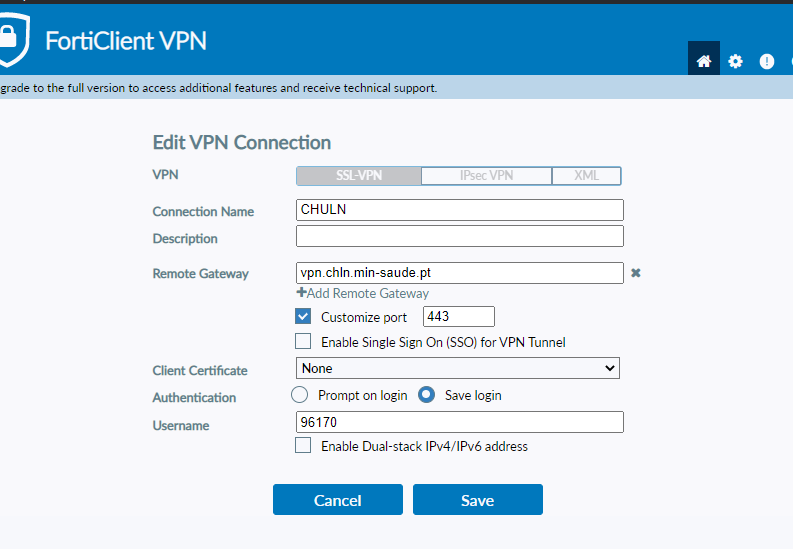 FortiClient VPN
grade to the full version to access additional features and receive technical support.
Edit VPN Connection
VPN SSL-VPN IPsec VPN XML
Connection Name CHULN
Description
Remote Gateway vpn.chln.min-saude.pt
+Add Remote Gateway
Customize port 443
Enable Single Sign On (SSO) for VPN Tunnel
Client Certificate None
Authentication Prompt on login Save login
Username 96170
Enable Dual-stack IPv4/IPv6 address
Cancel Save